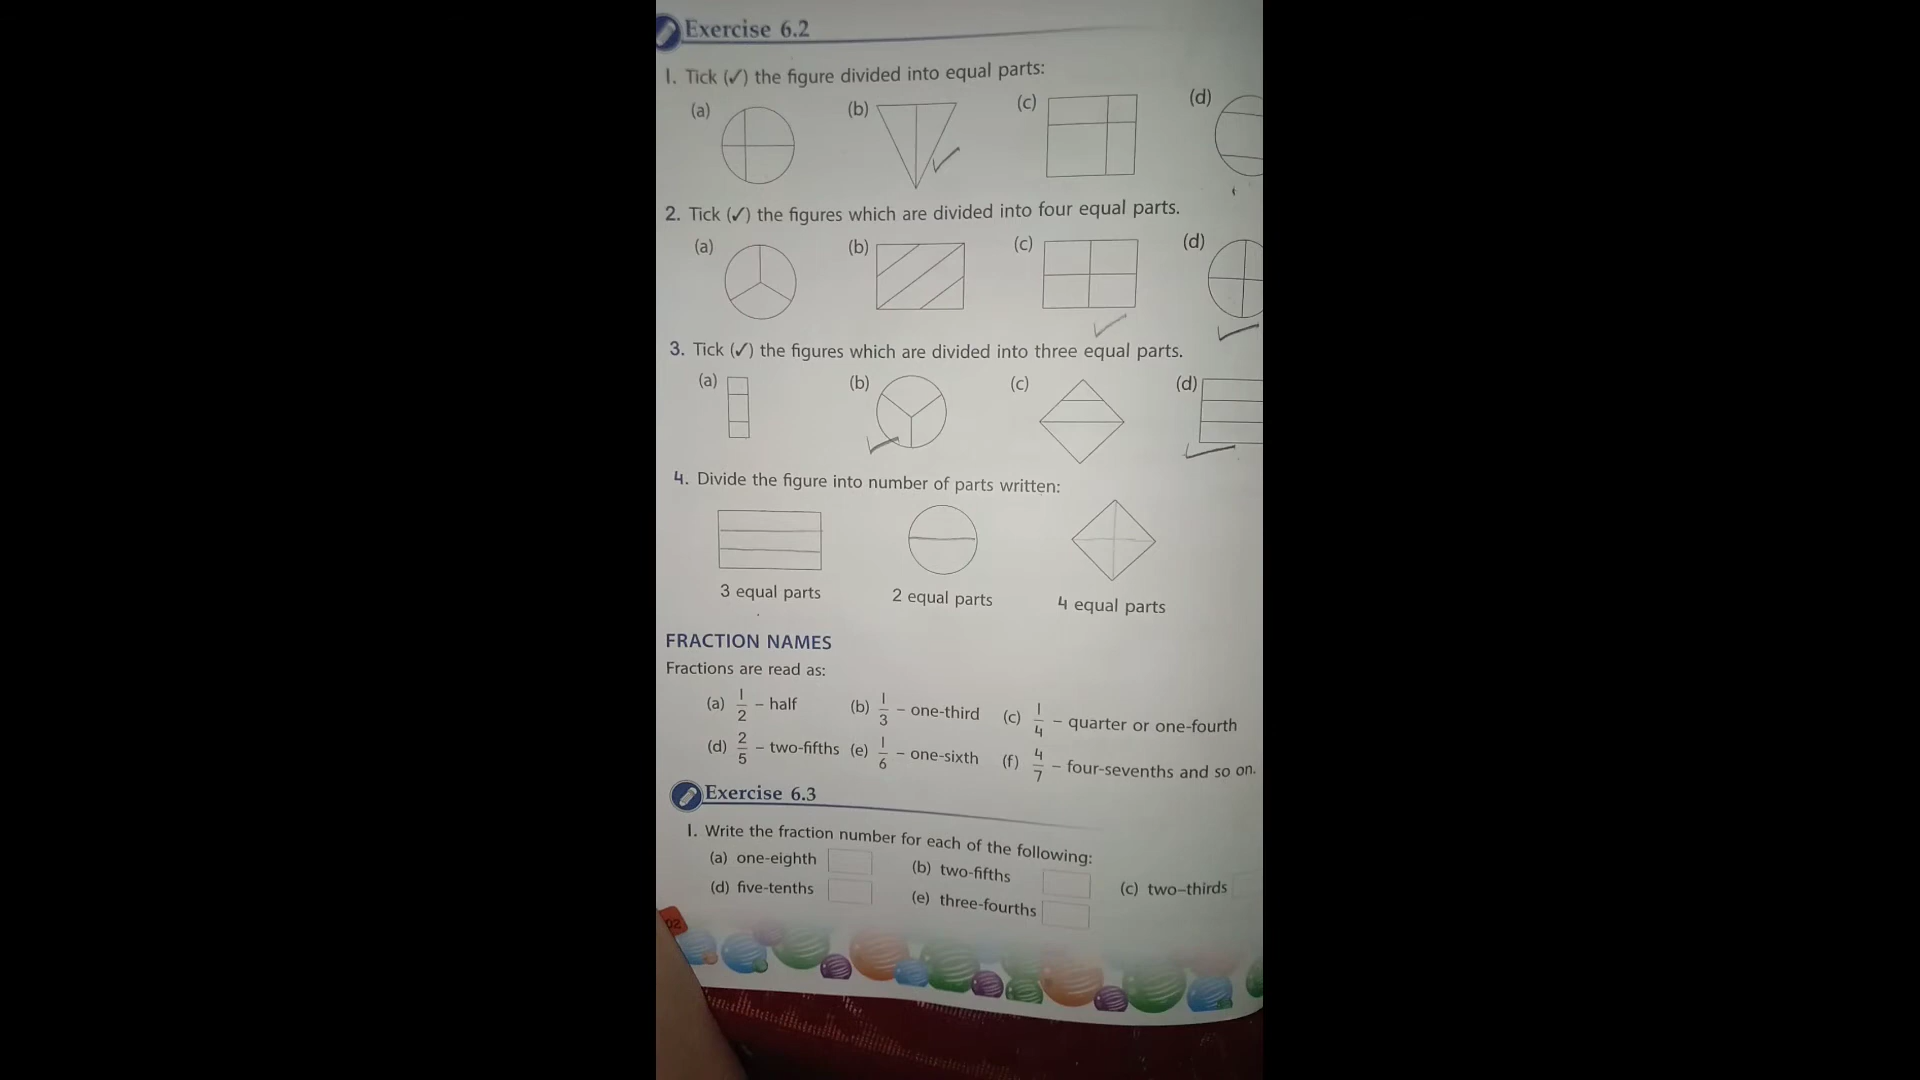 Exercise 6.2
1. Tick (✓) the figure divided into equal parts:
(a) (b) (c) (d)
2. Tick (✓) the figures which are divided into four equal parts.
(a) (b) (c) (d)
3. Tick (✓) the figures which are divided into three equal parts.
(a) (b) (c) (d)
4. Divide the figure into number of parts written:
3 equal parts 2 equal parts 4 equal parts
FRACTION NAMES
Fractions are read as:
(a) 1/2 – half (b) 1/3 – one-third (c) 1/4 – quarter or one-fourth
(d) 2/5 – two-fifths (e) 1/6 – one-sixth (f) 4/7 – four-sevenths and so on.
Exercise 6.3
1. Write the fraction number for each of the following:
(a) one-eighth (b) two-fifths (c) two-thirds
(d) five-tenths (e) three-fourths
02